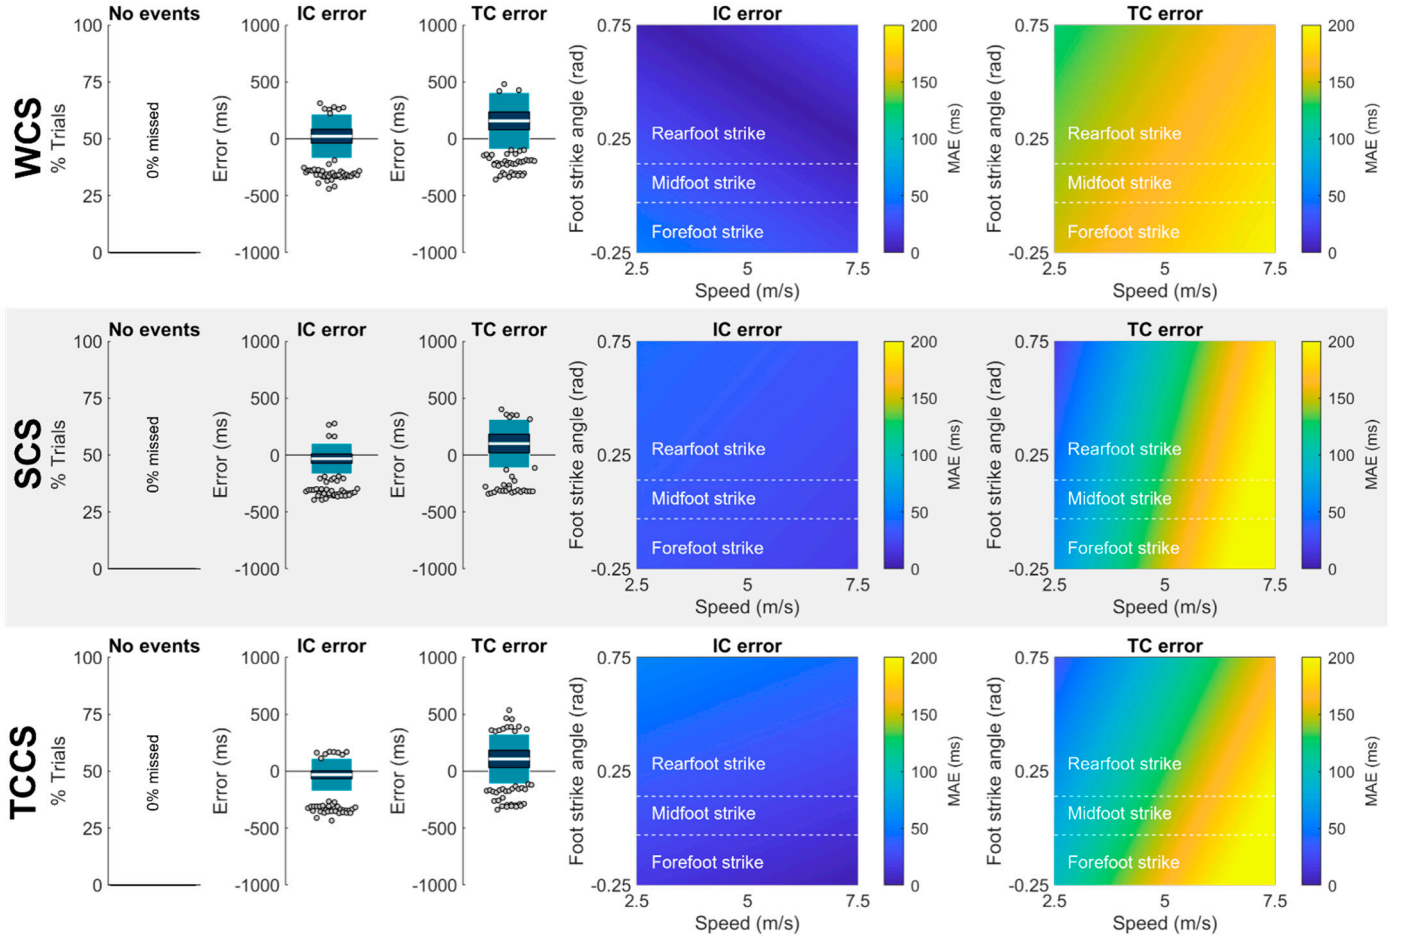 No events IC error TC error IC error TC error
WCS
% Trials
100
75
50
25
0
0% missed
Error (ms)
1000
500
0
-500
-1000
Error (ms)
1000
500
0
-500
-1000
Foot strike angle (rad)
0.75
0.25
-0.25
Rearfoot strike
Midfoot strike
Forefoot strike
2.5 5 7.5
Speed (m/s)
200
150
100
50
0
MAE (ms)
Foot strike angle (rad)
0.75
0.25
-0.25
Rearfoot strike
Midfoot strike
Forefoot strike
2.5 5 7.5
Speed (m/s)
200
150
100
50
0
MAE (ms)
No events IC error TC error IC error TC error
SCS
% Trials
100
75
50
25
0
0% missed
Error (ms)
1000
500
0
-500
-1000
Error (ms)
1000
500
0
-500
-1000
Foot strike angle (rad)
0.75
0.25
-0.25
Rearfoot strike
Midfoot strike
Forefoot strike
2.5 5 7.5
Speed (m/s)
200
150
100
50
0
MAE (ms)
Foot strike angle (rad)
0.75
0.25
-0.25
Rearfoot strike
Midfoot strike
Forefoot strike
2.5 5 7.5
Speed (m/s)
200
150
100
50
0
MAE (ms)
No events IC error TC error IC error TC error
TCCS
% Trials
100
75
50
25
0
0% missed
Error (ms)
1000
500
0
-500
-1000
Error (ms)
1000
500
0
-500
-1000
Foot strike angle (rad)
0.75
0.25
-0.25
Rearfoot strike
Midfoot strike
Forefoot strike
2.5 5 7.5
Speed (m/s)
200
150
100
50
0
MAE (ms)
Foot strike angle (rad)
0.75
0.25
-0.25
Rearfoot strike
Midfoot strike
Forefoot strike
2.5 5 7.5
Speed (m/s)
200
150
100
50
0
MAE (ms)